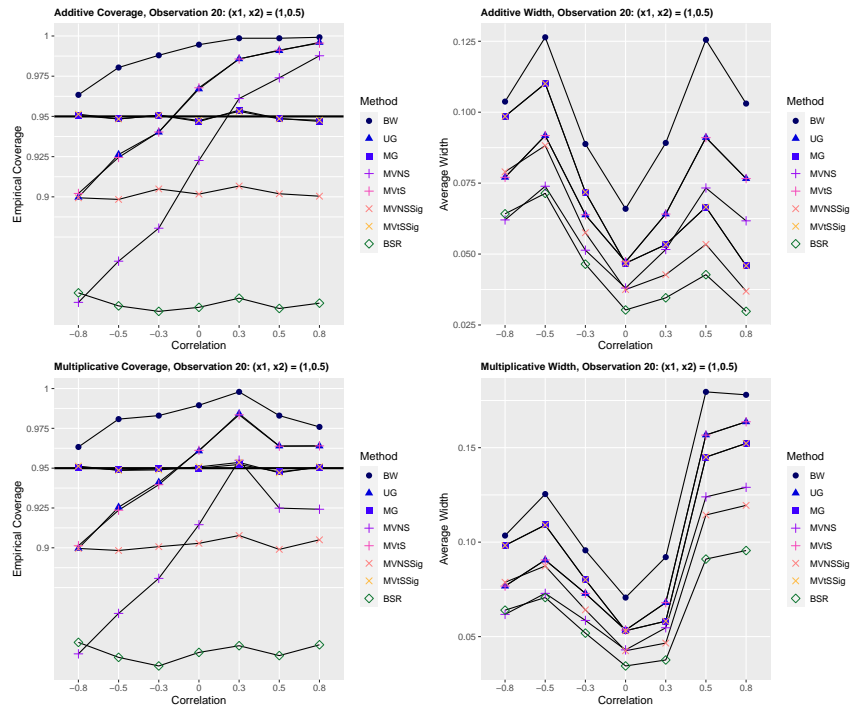 Additive Coverage, Observation 20: (x1, x2) = (1,0.5)
Empirical Coverage
1
0.975
0.95
0.925
0.9
−0.8
−0.5
−0.3
0
0.3
0.5
0.8
Correlation
Method
BW
UG
MG
MVNS
MVtS
MVNSSig
MVtSSig
BSR
Additive Width, Observation 20: (x1, x2) = (1,0.5)
Average Width
0.125
0.100
0.075
0.050
0.025
−0.8
−0.5
−0.3
0
0.3
0.5
0.8
Correlation
Method
BW
UG
MG
MVNS
MVtS
MVNSSig
MVtSSig
BSR
Multiplicative Coverage, Observation 20: (x1, x2) = (1,0.5)
Empirical Coverage
1
0.975
0.95
0.925
0.9
−0.8
−0.5
−0.3
0
0.3
0.5
0.8
Correlation
Method
BW
UG
MG
MVNS
MVtS
MVNSSig
MVtSSig
BSR
Multiplicative Width, Observation 20: (x1, x2) = (1,0.5)
Average Width
0.15
0.10
0.05
−0.8
−0.5
−0.3
0
0.3
0.5
0.8
Correlation
Method
BW
UG
MG
MVNS
MVtS
MVNSSig
MVtSSig
BSR